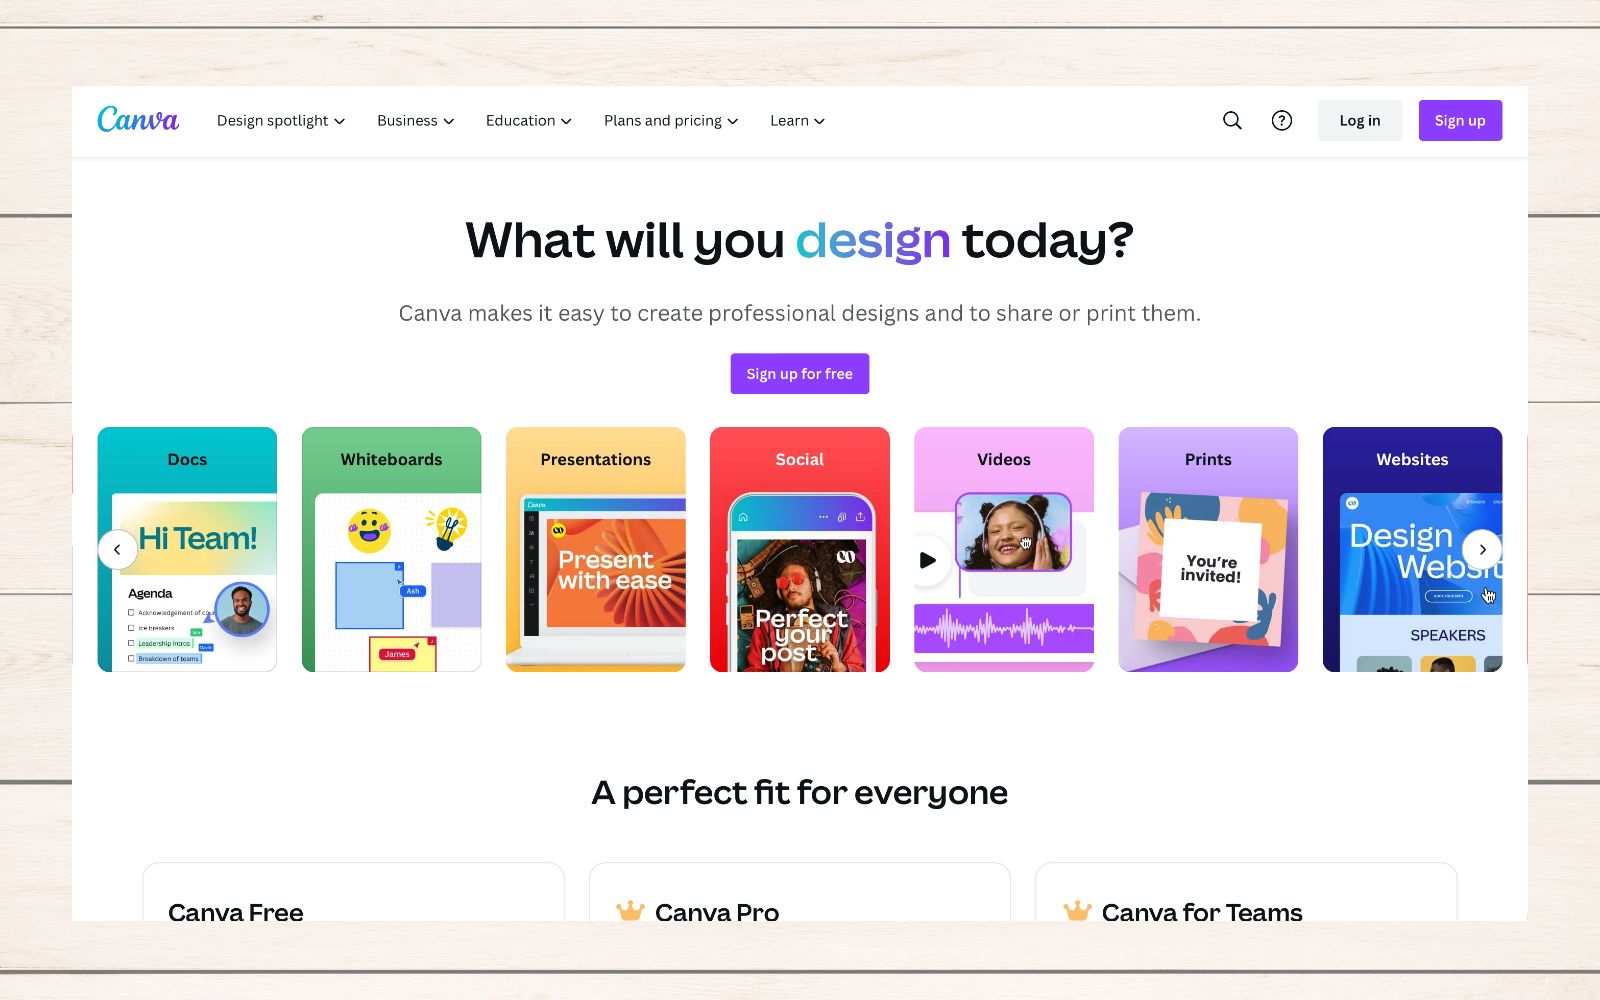 Canva
Design spotlight
Business
Education
Plans and pricing
Learn
Log in
Sign up
What will you design today?
Canva makes it easy to create professional designs and to share or print them.
Sign up for free
Docs
Hi Team!
Agenda
Acknowledgement of
Ice breakers
Leadership intros
Breakdown of teams
Whiteboards
Ash
James
Presentations
Canva
Present
with ease
Social
Perfect
your
post
Videos
Prints
You're
invited!
Websites
Design
SPEAKERS
A perfect fit for everyone
Canva Free
Canva Pro
Canva for Teams